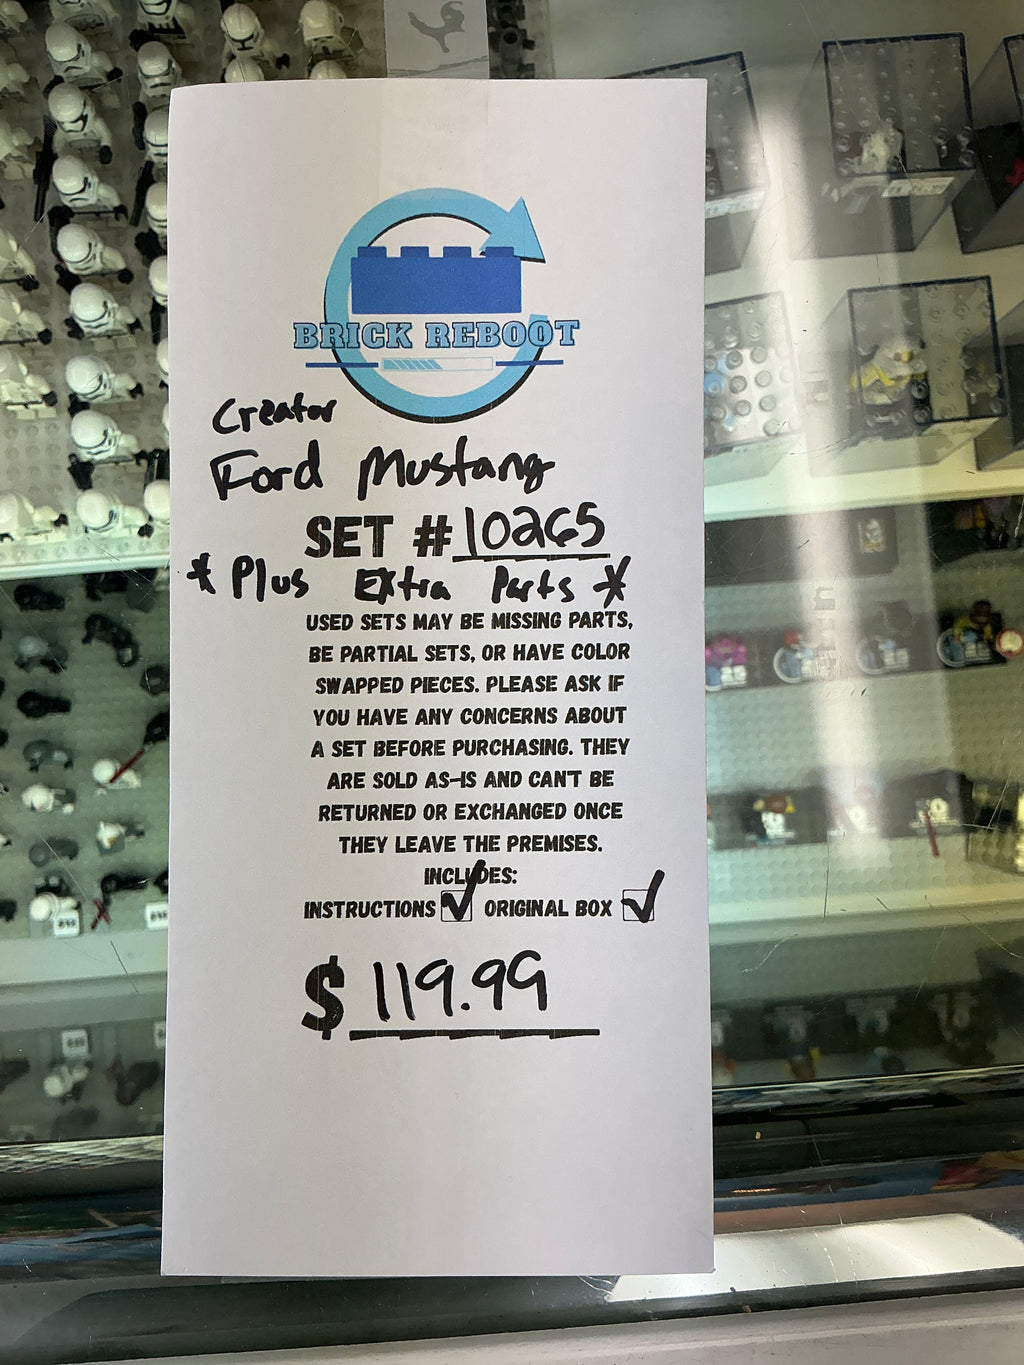 BRICK REBOOT
Creator
Ford Mustang
SET # 10265
* Plus Extra Parts *
USED SETS MAY BE MISSING PARTS,
BE PARTIAL SETS, OR HAVE COLOR
SWAPPED PIECES. PLEASE ASK IF
YOU HAVE ANY CONCERNS ABOUT
A SET BEFORE PURCHASING. THEY
ARE SOLD AS-IS AND CAN'T BE
RETURNED OR EXCHANGED ONCE
THEY LEAVE THE PREMISES.
INCLUDES:
INSTRUCTIONS ✓ ORIGINAL BOX ✓
$ 119.99